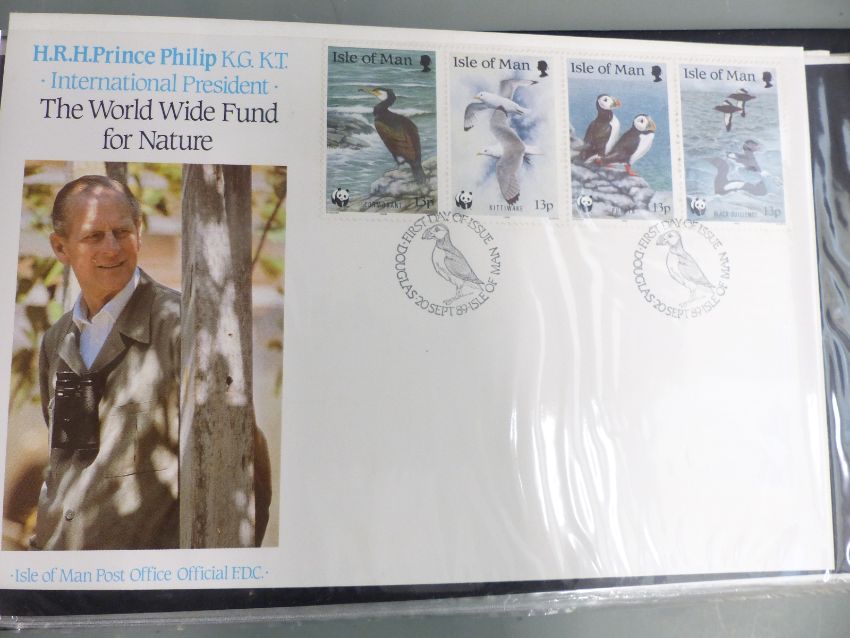 H.R.H.Prince Philip K.G. K.T.
· International President ·
The World Wide Fund
for Nature
Isle of Man
CORMORANT
13p
Isle of Man
KITTIWAKE
13p
Isle of Man
13p
Isle of Man
BLACK GUILLEMOT
13p
FIRST DAY OF ISSUE
DOUGLAS · 20 SEPT 89 · ISLE OF MAN
FIRST DAY OF ISSUE
DOUGLAS · 20 SEPT 89 · ISLE OF MAN
· Isle of Man Post Office Official F.D.C. ·